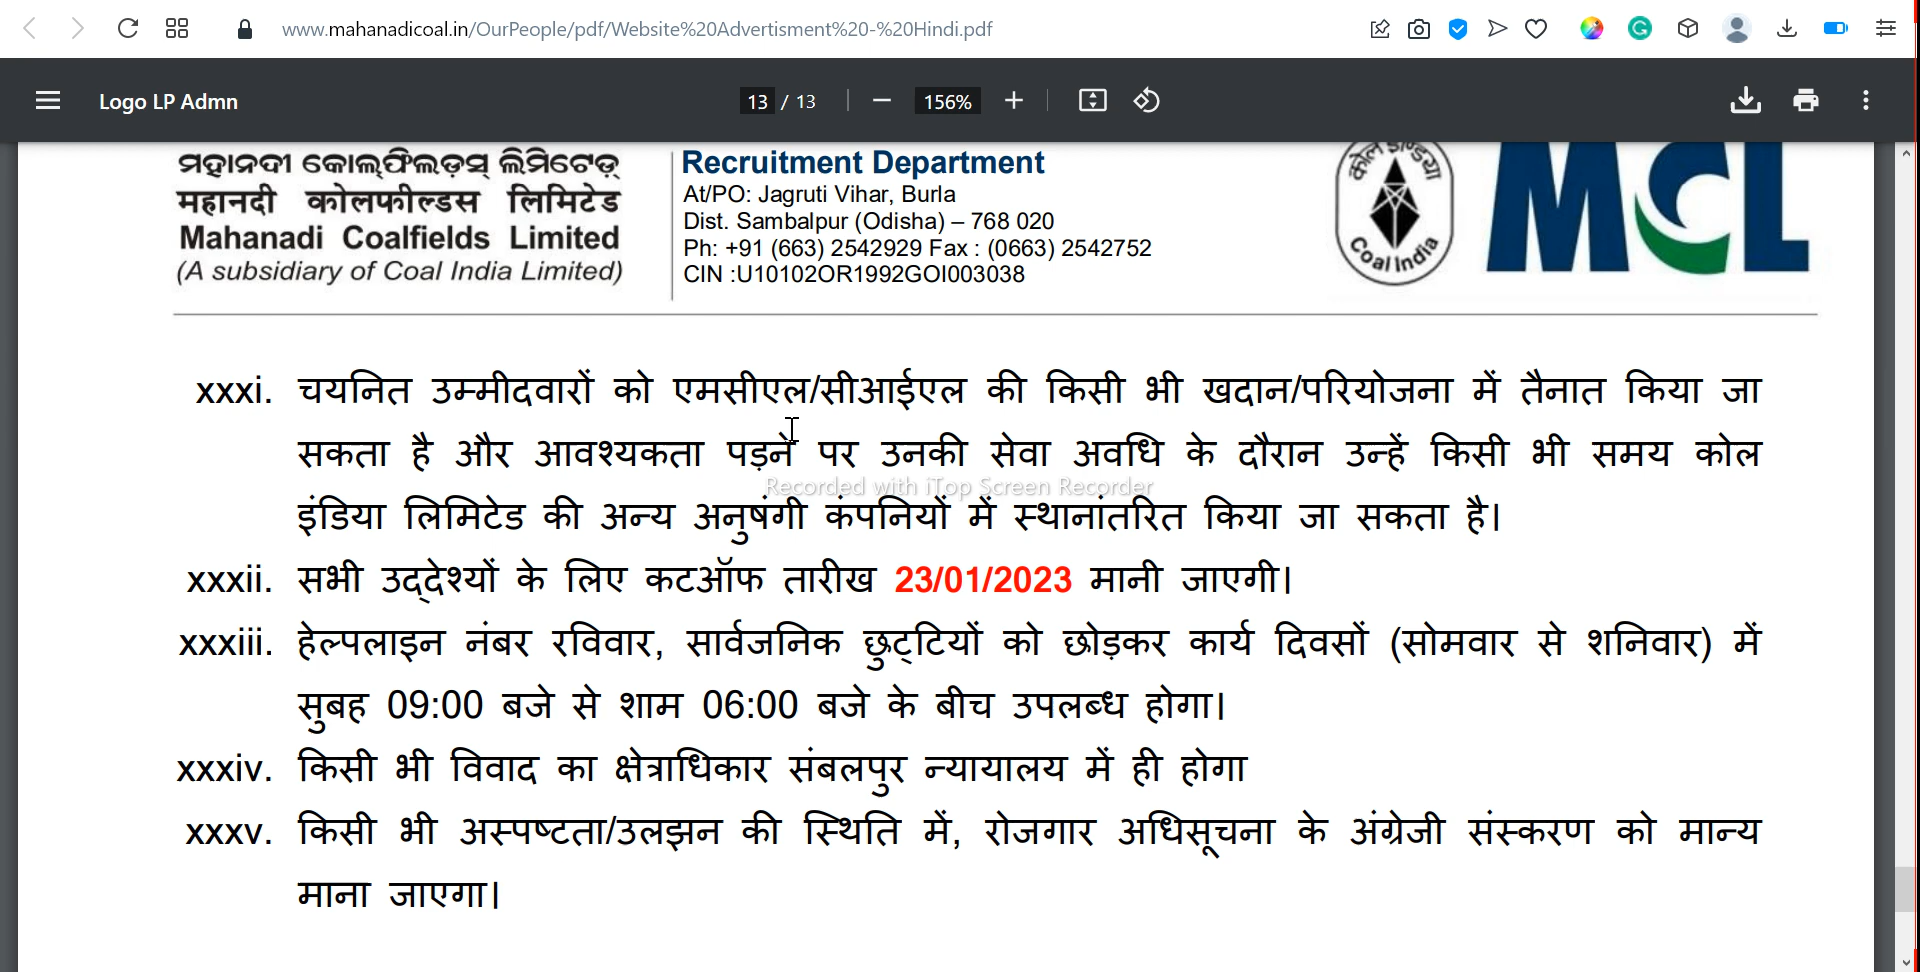 www.mahanadicoal.in/OurPeople/pdf/Website%20Advertisment%20-%20Hindi.pdf
Logo LP Admn
13 / 13
156%
ମହାନଦୀ କୋଲ୍‌ଫିଲଡ଼ସ୍ ଲିମିଟେଡ଼୍
महानदी कोलफील्डस लिमिटेड
Mahanadi Coalfields Limited
(A subsidiary of Coal India Limited)
Recruitment Department
At/PO: Jagruti Vihar, Burla
Dist. Sambalpur (Odisha) – 768 020
Ph: +91 (663) 2542929 Fax : (0663) 2542752
CIN :U10102OR1992GOI003038
कोल इण्डिया
Coal India
MCL
xxxi. चयनित उम्मीदवारों को एमसीएल/सीआईएल की किसी भी खदान/परियोजना में तैनात किया जा
सकता है और आवश्यकता पड़ने पर उनकी सेवा अवधि के दौरान उन्हें किसी भी समय कोल
Recorded with iTop Screen Recorder
इंडिया लिमिटेड की अन्य अनुषंगी कंपनियों में स्थानांतरित किया जा सकता है।
xxxii. सभी उद्देश्यों के लिए कटऑफ तारीख 23/01/2023 मानी जाएगी।
xxxiii. हेल्पलाइन नंबर रविवार, सार्वजनिक छुट्टियों को छोड़कर कार्य दिवसों (सोमवार से शनिवार) में
सुबह 09:00 बजे से शाम 06:00 बजे के बीच उपलब्ध होगा।
xxxiv. किसी भी विवाद का क्षेत्राधिकार संबलपुर न्यायालय में ही होगा
xxxv. किसी भी अस्पष्टता/उलझन की स्थिति में, रोजगार अधिसूचना के अंग्रेजी संस्करण को मान्य
माना जाएगा।